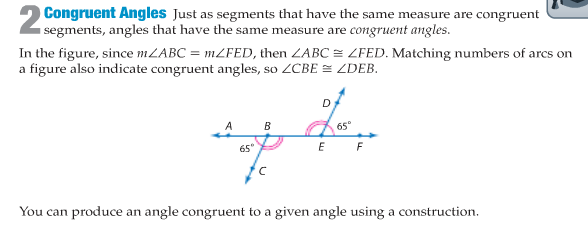 2 Congruent Angles Just as segments that have the same measure are congruent
segments, angles that have the same measure are congruent angles.
In the figure, since m∠ABC = m∠FED, then ∠ABC ≅ ∠FED. Matching numbers of arcs on
a figure also indicate congruent angles, so ∠CBE ≅ ∠DEB.
D
65°
A B
65°
E F
C
You can produce an angle congruent to a given angle using a construction.